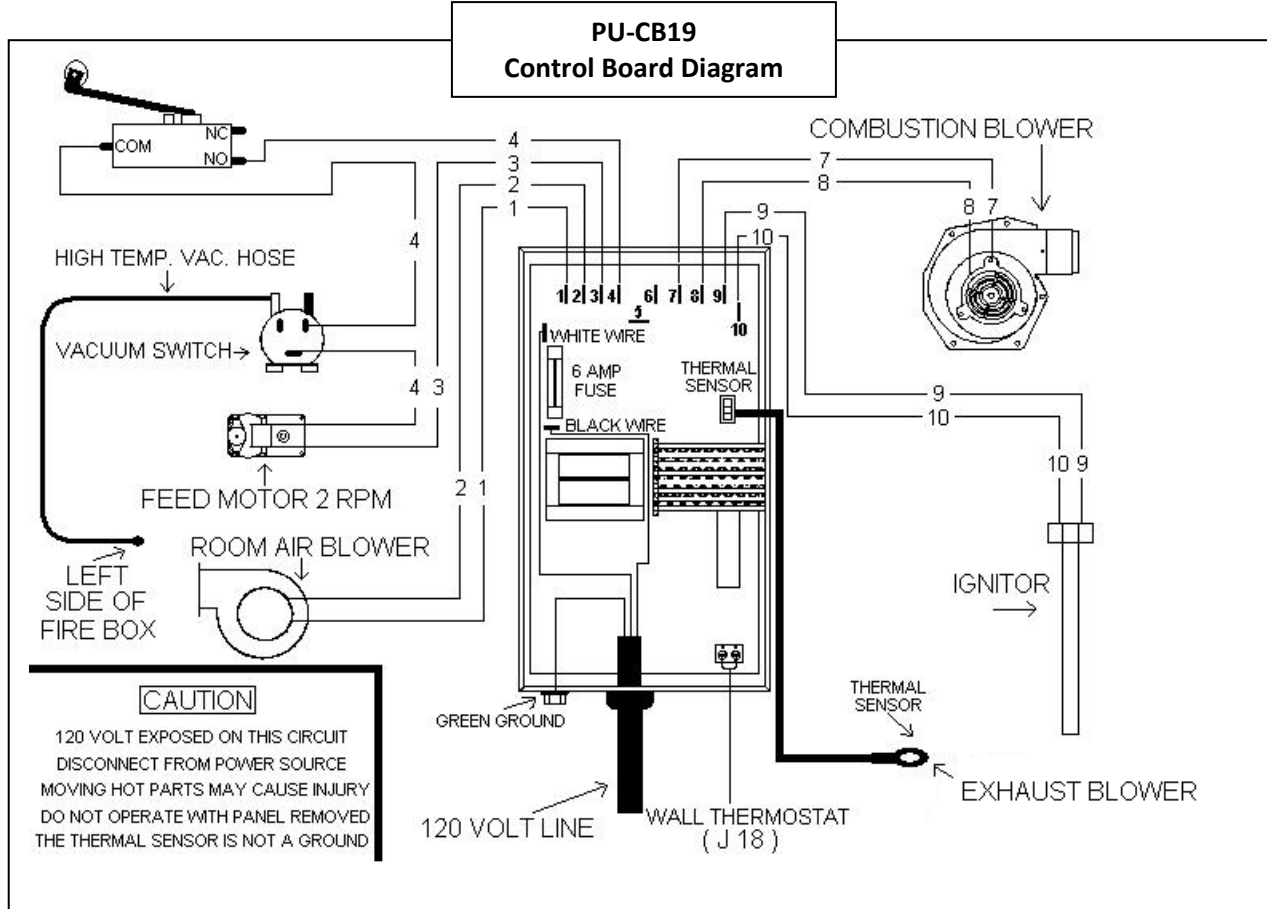 PU-CB19
Control Board Diagram
COM
NC
NO
4
3
2
1
4
HIGH TEMP. VAC. HOSE
VACUUM SWITCH
4 3
FEED MOTOR 2 RPM
2 1
ROOM AIR BLOWER
LEFT
SIDE OF
FIRE BOX
COMBUSTION BLOWER
7
8
8 7
9
10
1 2 3 4 5 6 7 8 9
10
WHITE WIRE
6 AMP
FUSE
BLACK WIRE
THERMAL
SENSOR
9
10
10 9
IGNITOR
GREEN GROUND
120 VOLT LINE
WALL THERMOSTAT
( J 18 )
THERMAL
SENSOR
EXHAUST BLOWER
CAUTION
120 VOLT EXPOSED ON THIS CIRCUIT
DISCONNECT FROM POWER SOURCE
MOVING HOT PARTS MAY CAUSE INJURY
DO NOT OPERATE WITH PANEL REMOVED
THE THERMAL SENSOR IS NOT A GROUND